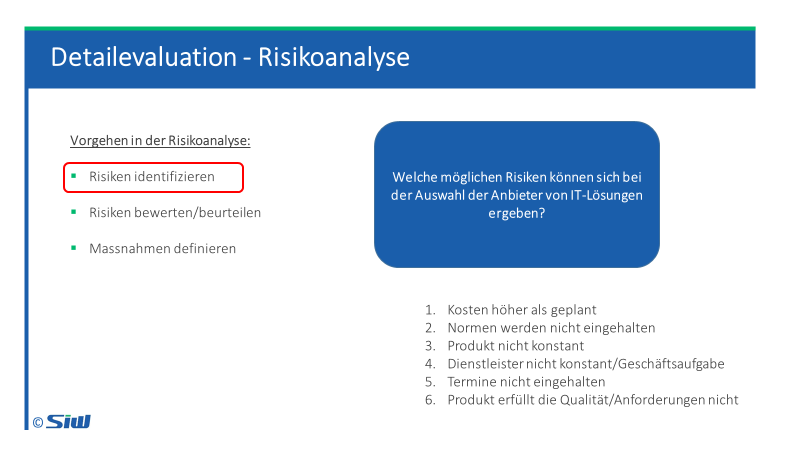 Detailevaluation - Risikoanalyse
Vorgehen in der Risikoanalyse:
▪ Risiken identifizieren
▪ Risiken bewerten/beurteilen
▪ Massnahmen definieren
Welche möglichen Risiken können sich bei
der Auswahl der Anbieter von IT-Lösungen
ergeben?
1. Kosten höher als geplant
2. Normen werden nicht eingehalten
3. Produkt nicht konstant
4. Dienstleister nicht konstant/Geschäftsaufgabe
5. Termine nicht eingehalten
6. Produkt erfüllt die Qualität/Anforderungen nicht
© SIW